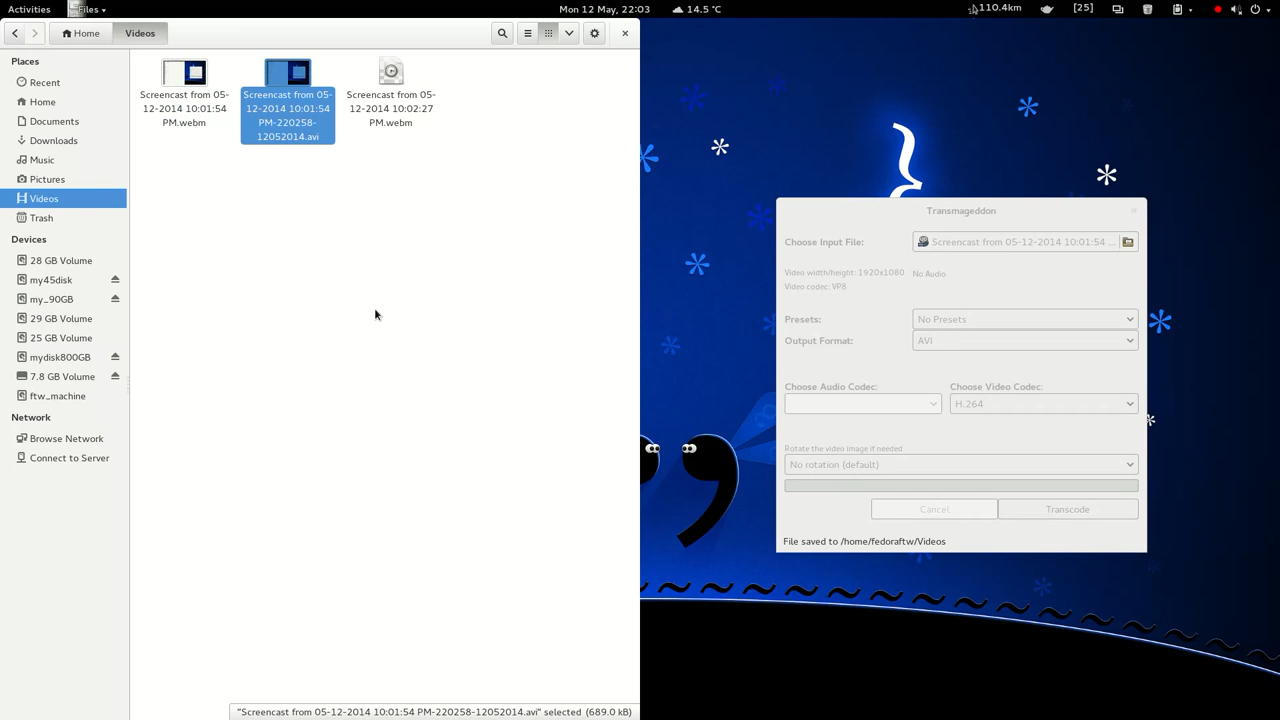 Activities
Files
Mon 12 May, 22:03
14.5 °C
110.4km
[25]
Home
Videos
Places
Recent
Home
Documents
Downloads
Music
Pictures
Videos
Trash
Devices
28 GB Volume
my45disk
my_90GB
29 GB Volume
25 GB Volume
mydisk800GB
7.8 GB Volume
ftw_machine
Network
Browse Network
Connect to Server
Screencast from 05-
12-2014 10:01:54
PM.webm
Screencast from 05-
12-2014 10:01:54
PM-220258-
12052014.avi
Screencast from 05-
12-2014 10:02:27
PM.webm
"Screencast from 05-12-2014 10:01:54 PM-220258-12052014.avi" selected (689.0 kB)
Transmageddon
Choose Input File:
Screencast from 05-12-2014 10:01:54 ...
Video width/height: 1920x1080
No Audio
Video codec: VP8
Presets:
No Presets
Output Format:
AVI
Choose Audio Codec:
Choose Video Codec:
H.264
Rotate the video image if needed
No rotation (default)
Cancel
Transcode
File saved to /home/fedoraftw/Videos